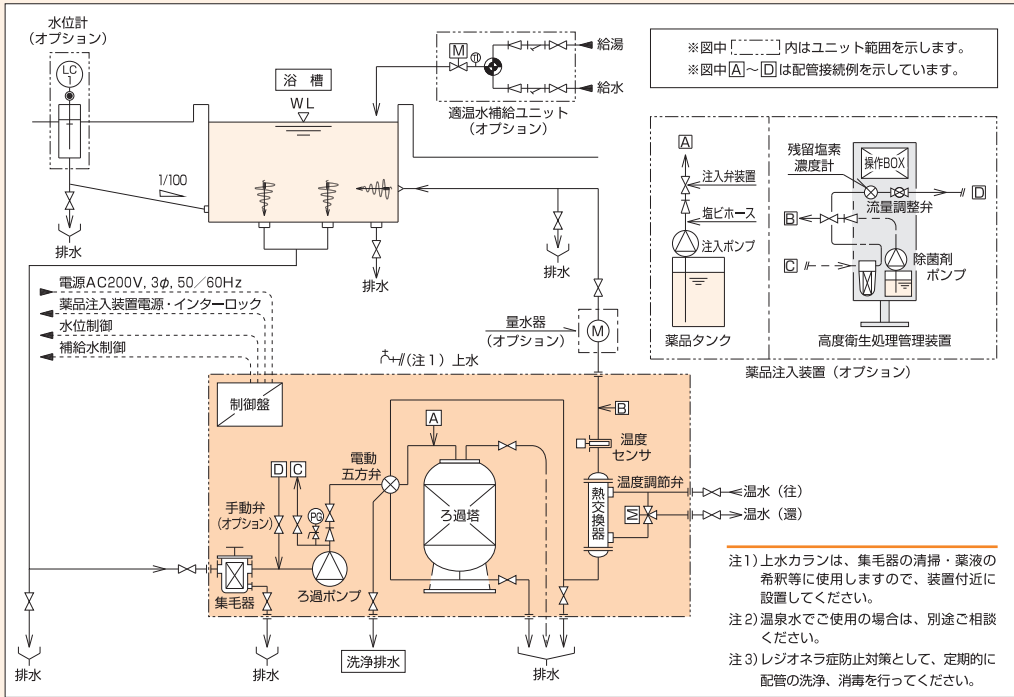 水位計
(オプション)
LC
1
浴槽
WL
1/100
排水
排水
排水
M
TI
給湯
給水
適温水補給ユニット
(オプション)
※図中 内はユニット範囲を示します。
※図中A～Dは配管接続例を示しています。
A
注入弁装置
塩ビホース
注入ポンプ
薬品タンク
残留塩素
濃度計
操作BOX
D
流量調整弁
B
C
除菌剤
ポンプ
高度衛生処理管理装置
薬品注入装置(オプション)
電源AC200V, 3φ, 50／60Hz
薬品注入装置電源・インターロック
水位制御
補給水制御
量水器
(オプション)
M
(注1)上水
制御盤
A
B
温度
センサ
電動
五方弁
D
C
手動弁
(オプション)
PG
ろ過塔
熱交換器
温度調節弁
M
温水(往)
温水(還)
集毛器
ろ過ポンプ
排水
排水
洗浄排水
排水
注1)上水カランは、集毛器の清掃・薬液の
希釈等に使用しますので、装置付近に
設置してください。
注2)温泉水でご使用の場合は、別途ご相談
ください。
注3)レジオネラ症防止対策として、定期的に
配管の洗浄、消毒を行ってください。